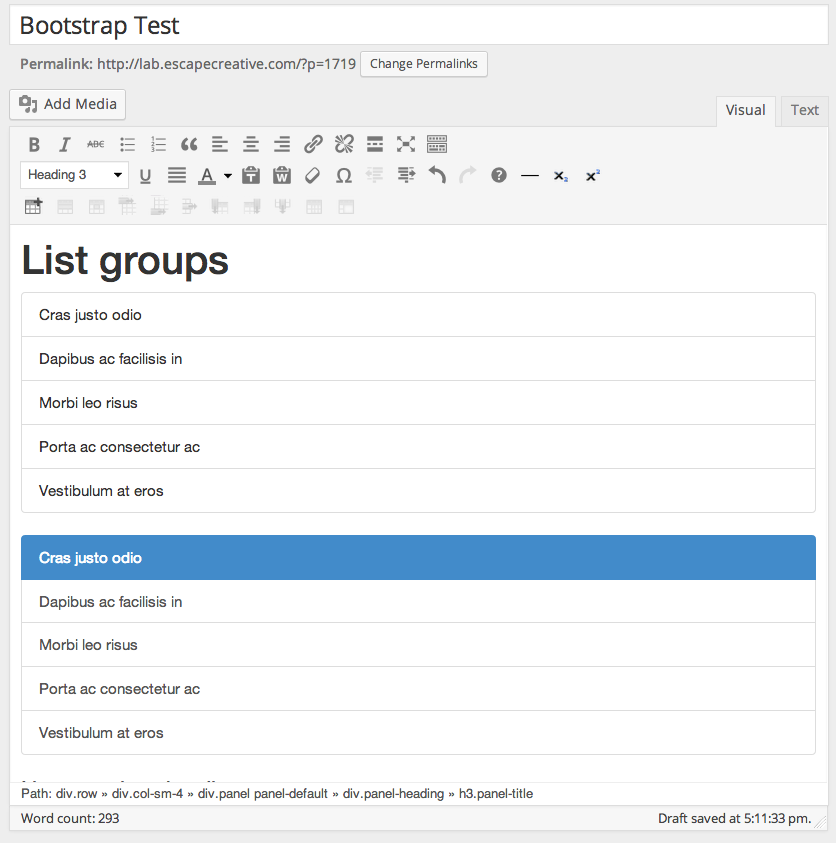 Bootstrap Test
Permalink: http://lab.escapecreative.com/?p=1719 Change Permalinks
Add Media
Visual Text
B I ABC
Heading 3 U A T W Ω ? — x₂ x²
List groups
Cras justo odio
Dapibus ac facilisis in
Morbi leo risus
Porta ac consectetur ac
Vestibulum at eros
Cras justo odio
Dapibus ac facilisis in
Morbi leo risus
Porta ac consectetur ac
Vestibulum at eros
Path: div.row » div.col-sm-4 » div.panel panel-default » div.panel-heading » h3.panel-title
Word count: 293 Draft saved at 5:11:33 pm.